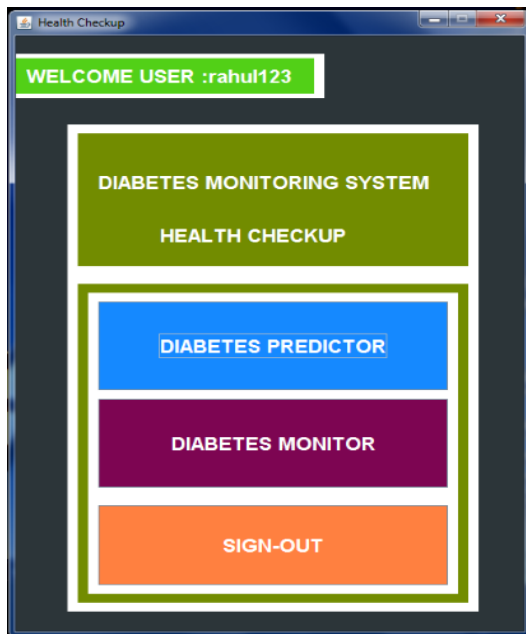 Health Checkup
WELCOME USER :rahul123
DIABETES MONITORING SYSTEM
HEALTH CHECKUP
DIABETES PREDICTOR
DIABETES MONITOR
SIGN-OUT